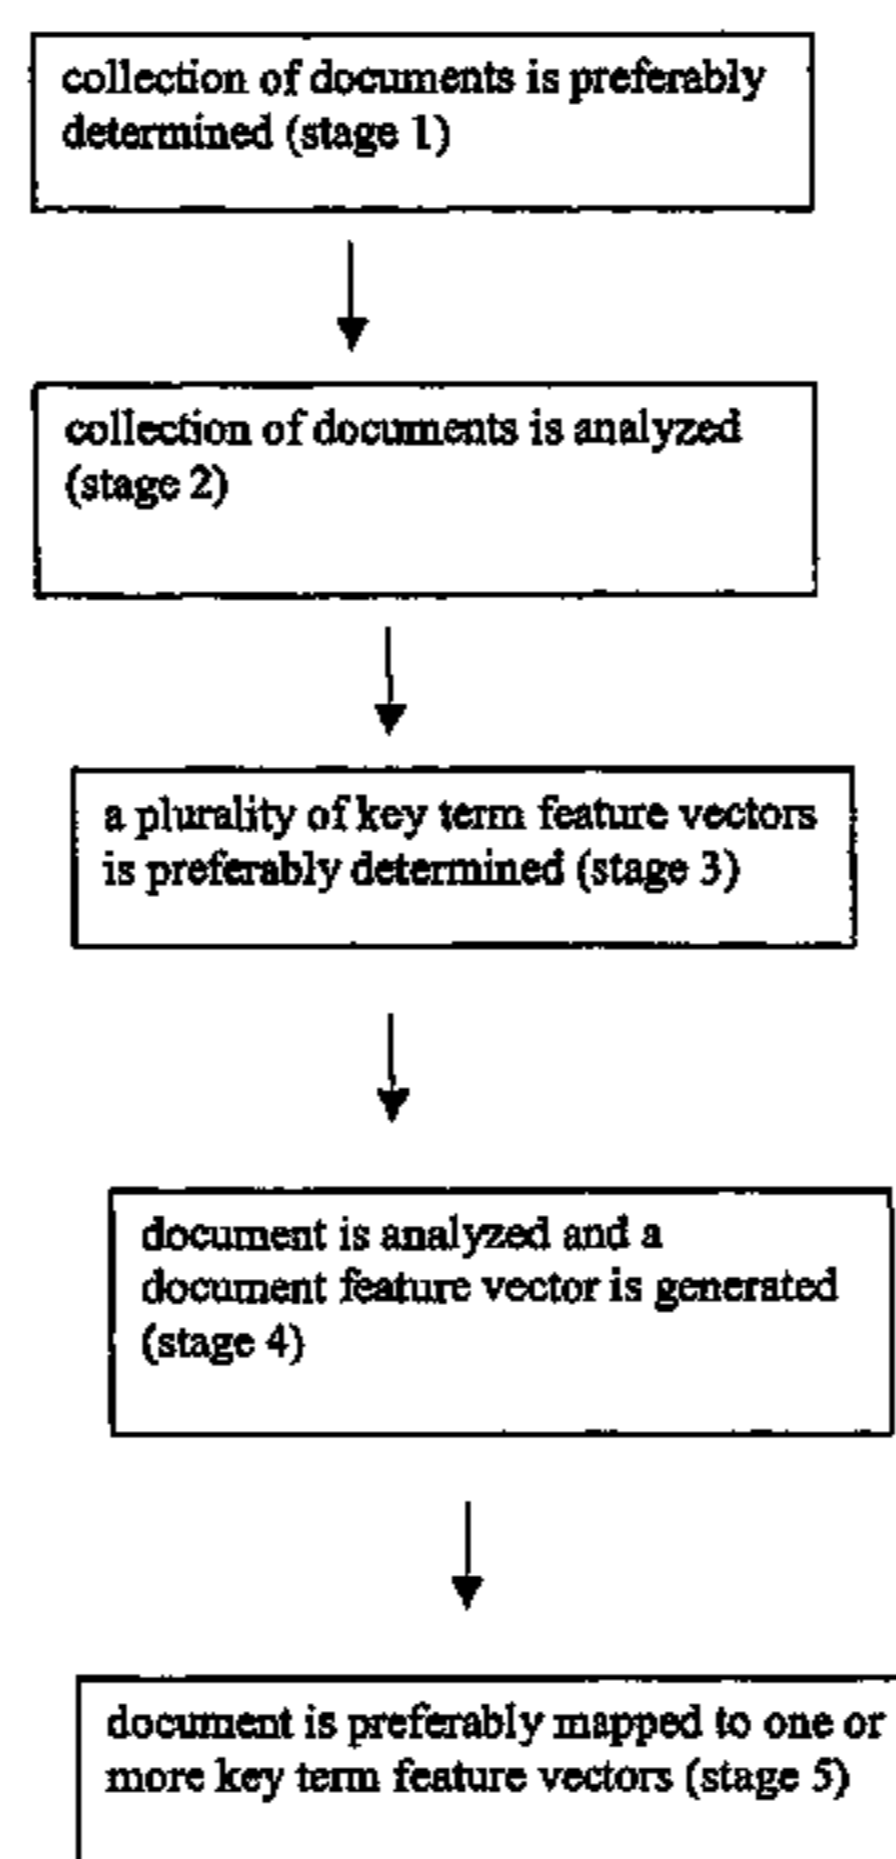 collection of documents is preferably
determined (stage 1)
collection of documents is analyzed
(stage 2)
a plurality of key term feature vectors
is preferably determined (stage 3)
document is analyzed and a
document feature vector is generated
(stage 4)
document is preferably mapped to one or
more key term feature vectors (stage 5)